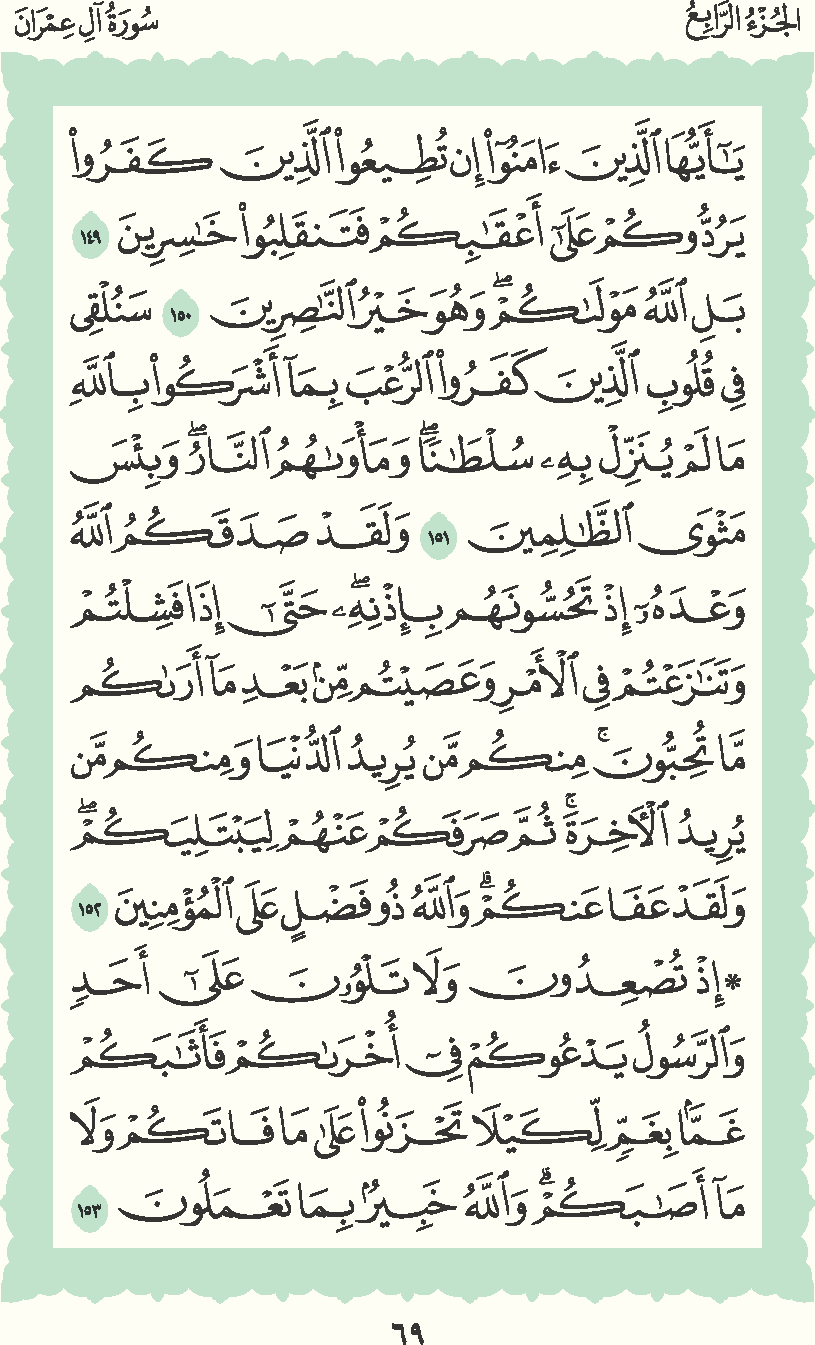 الجُزْءُ الرَّابِعُ
سُورَةُ آلِ عِمْرَانَ
يَـٰٓأَيُّهَا ٱلَّذِينَ ءَامَنُوٓا۟ إِن تُطِيعُوا۟ ٱلَّذِينَ كَفَرُوا۟
يَرُدُّوكُمْ عَلَىٰٓ أَعْقَـٰبِكُمْ فَتَنقَلِبُوا۟ خَـٰسِرِينَ ١٤٩
بَلِ ٱللَّهُ مَوْلَىٰكُمْ ۖ وَهُوَ خَيْرُ ٱلنَّـٰصِرِينَ ١٥٠ سَنُلْقِى
فِى قُلُوبِ ٱلَّذِينَ كَفَرُوا۟ ٱلرُّعْبَ بِمَآ أَشْرَكُوا۟ بِٱللَّهِ
مَا لَمْ يُنَزِّلْ بِهِۦ سُلْطَـٰنًا ۖ وَمَأْوَىٰهُمُ ٱلنَّارُ ۖ وَبِئْسَ
مَثْوَى ٱلظَّـٰلِمِينَ ١٥١ وَلَقَدْ صَدَقَكُمُ ٱللَّهُ
وَعْدَهُۥٓ إِذْ تَحُسُّونَهُم بِإِذْنِهِۦ ۖ حَتَّىٰٓ إِذَا فَشِلْتُمْ
وَتَنَـٰزَعْتُمْ فِى ٱلْأَمْرِ وَعَصَيْتُم مِّنۢ بَعْدِ مَآ أَرَىٰكُم
مَّا تُحِبُّونَ ۚ مِنكُم مَّن يُرِيدُ ٱلدُّنْيَا وَمِنكُم مَّن
يُرِيدُ ٱلْـَٔاخِرَةَ ۚ ثُمَّ صَرَفَكُمْ عَنْهُمْ لِيَبْتَلِيَكُمْ ۖ
وَلَقَدْ عَفَا عَنكُمْ ۗ وَٱللَّهُ ذُو فَضْلٍ عَلَى ٱلْمُؤْمِنِينَ ١٥٢
* إِذْ تُصْعِدُونَ وَلَا تَلْوُۥنَ عَلَىٰٓ أَحَدٍ
وَٱلرَّسُولُ يَدْعُوكُمْ فِىٓ أُخْرَىٰكُمْ فَأَثَـٰبَكُمْ
غَمًّۢا بِغَمٍّ لِّكَيْلَا تَحْزَنُوا۟ عَلَىٰ مَا فَاتَكُمْ وَلَا
مَآ أَصَـٰبَكُمْ ۗ وَٱللَّهُ خَبِيرٌۢ بِمَا تَعْمَلُونَ ١٥٣
٦٩